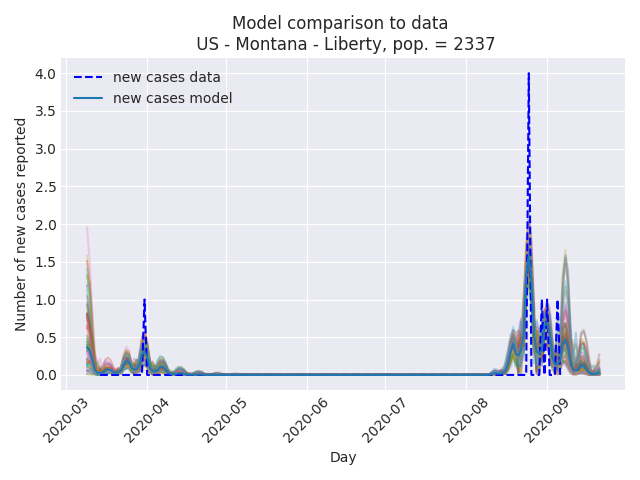 Model comparison to data
US - Montana - Liberty, pop. = 2337
new cases data
new cases model
4.0
3.5
3.0
2.5
2.0
1.5
1.0
0.5
0.0
Number of new cases reported
2020-03
2020-04
2020-05
2020-06
2020-07
2020-08
2020-09
Day